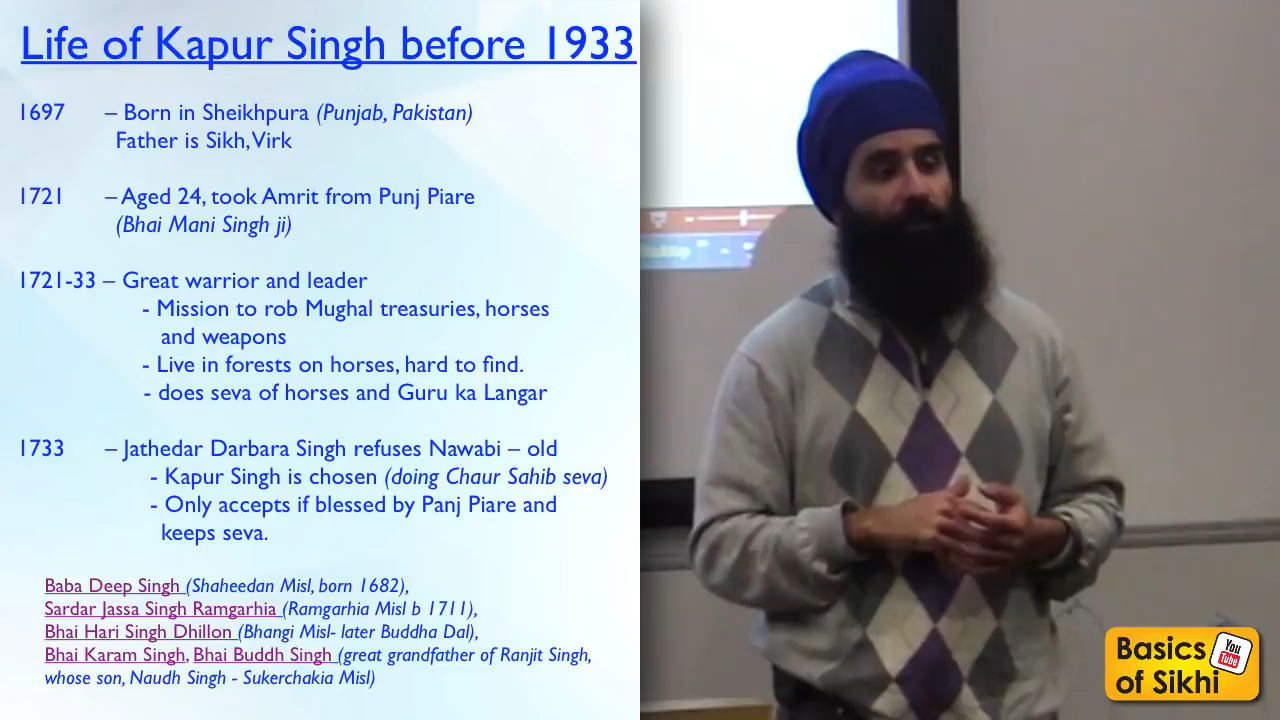 Life of Kapur Singh before 1933
1697 – Born in Sheikhpura (Punjab, Pakistan)
Father is Sikh, Virk
1721 – Aged 24, took Amrit from Punj Piare
(Bhai Mani Singh ji)
1721-33 – Great warrior and leader
- Mission to rob Mughal treasuries, horses
and weapons
- Live in forests on horses, hard to find.
- does seva of horses and Guru ka Langar
1733 – Jathedar Darbara Singh refuses Nawabi – old
- Kapur Singh is chosen (doing Chaur Sahib seva)
- Only accepts if blessed by Panj Piare and
keeps seva.
Baba Deep Singh (Shaheedan Misl, born 1682),
Sardar Jassa Singh Ramgarhia (Ramgarhia Misl b 1711),
Bhai Hari Singh Dhillon (Bhangi Misl- later Buddha Dal),
Bhai Karam Singh, Bhai Buddh Singh (great grandfather of Ranjit Singh,
whose son, Naudh Singh - Sukerchakia Misl)
Basics
of Sikhi
You
Tube